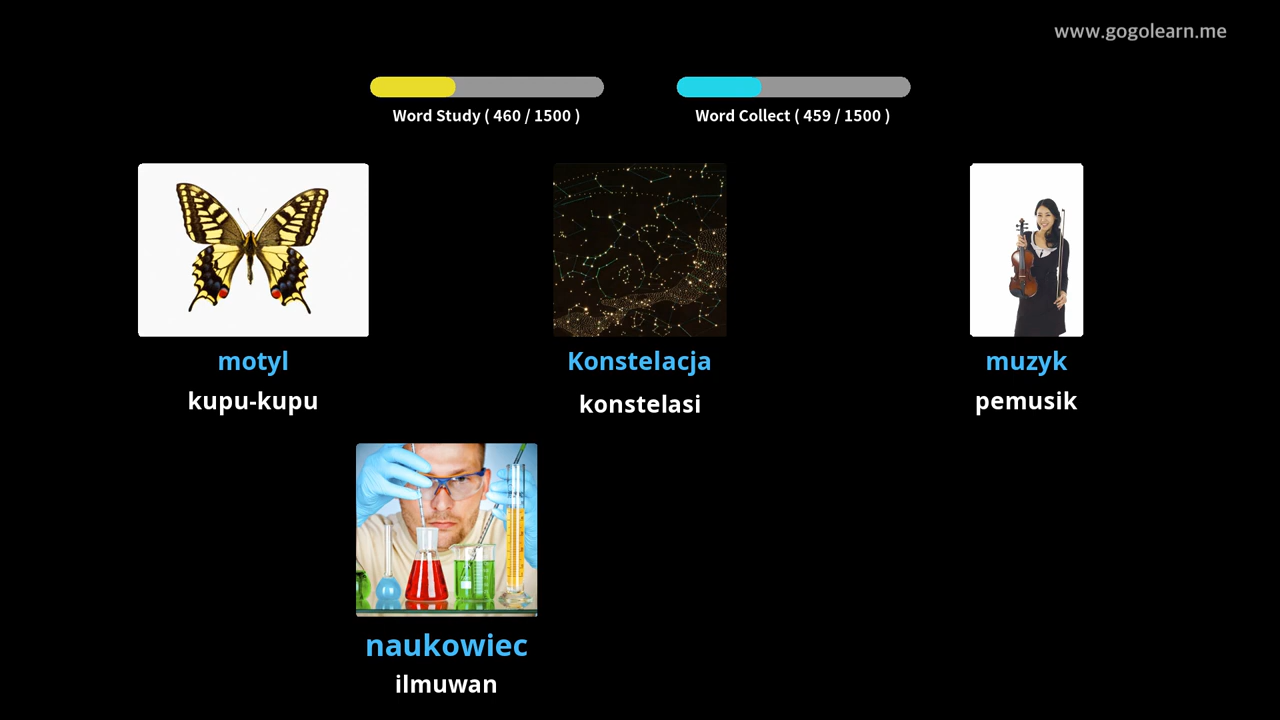 www.gogolearn.me
Word Study ( 460 / 1500 )
Word Collect ( 459 / 1500 )
motyl
Konstelacja
muzyk
kupu-kupu
konstelasi
pemusik
naukowiec
ilmuwan